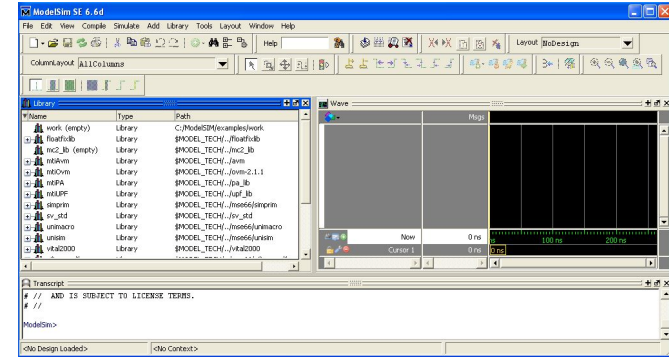 ModelSim SE 6.6d
File Edit View Compile Simulate Add Library Tools Layout Window Help
Help
Layout NoDesign
ColumnLayout AllColumns
Library
Wave
Name Type Path
Msgs
work (empty) Library C:/ModelSIM/examples/work
floatfixlib Library $MODEL_TECH/../floatfixlib
mc2_lib (empty) Library $MODEL_TECH/../mc2_lib
mtiAvm Library $MODEL_TECH/../avm
mtiOvm Library $MODEL_TECH/../ovm-2.1.1
mtiPA Library $MODEL_TECH/../pa_lib
mtiUPF Library $MODEL_TECH/../upf_lib
simprim Library $MODEL_TECH/../mse66/simprim
sv_std Library $MODEL_TECH/../sv_std
unimacro Library $MODEL_TECH/../mse66/unimacro
unisim Library $MODEL_TECH/../mse66/unisim
vital2000 Library $MODEL_TECH/../vital2000
Now 0 ns
ns 100 ns 200 ns
Cursor 1 0 ns
0 ns
Transcript
# // AND IS SUBJECT TO LICENSE TERMS.
# //
ModelSim>
<No Design Loaded> <No Context>